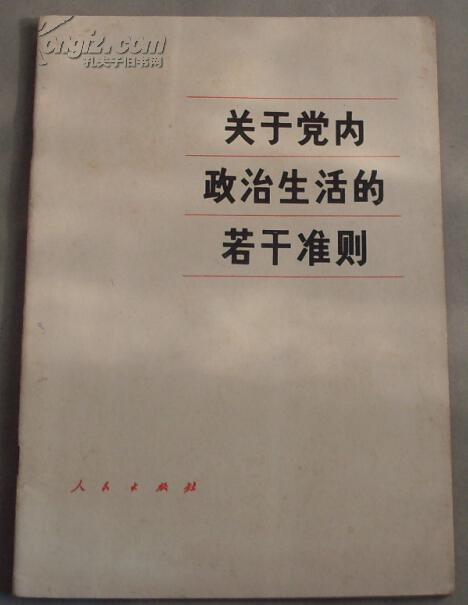 kongfz.com
孔夫子旧书网
关于党内
政治生活的
若干准则
人民出版社